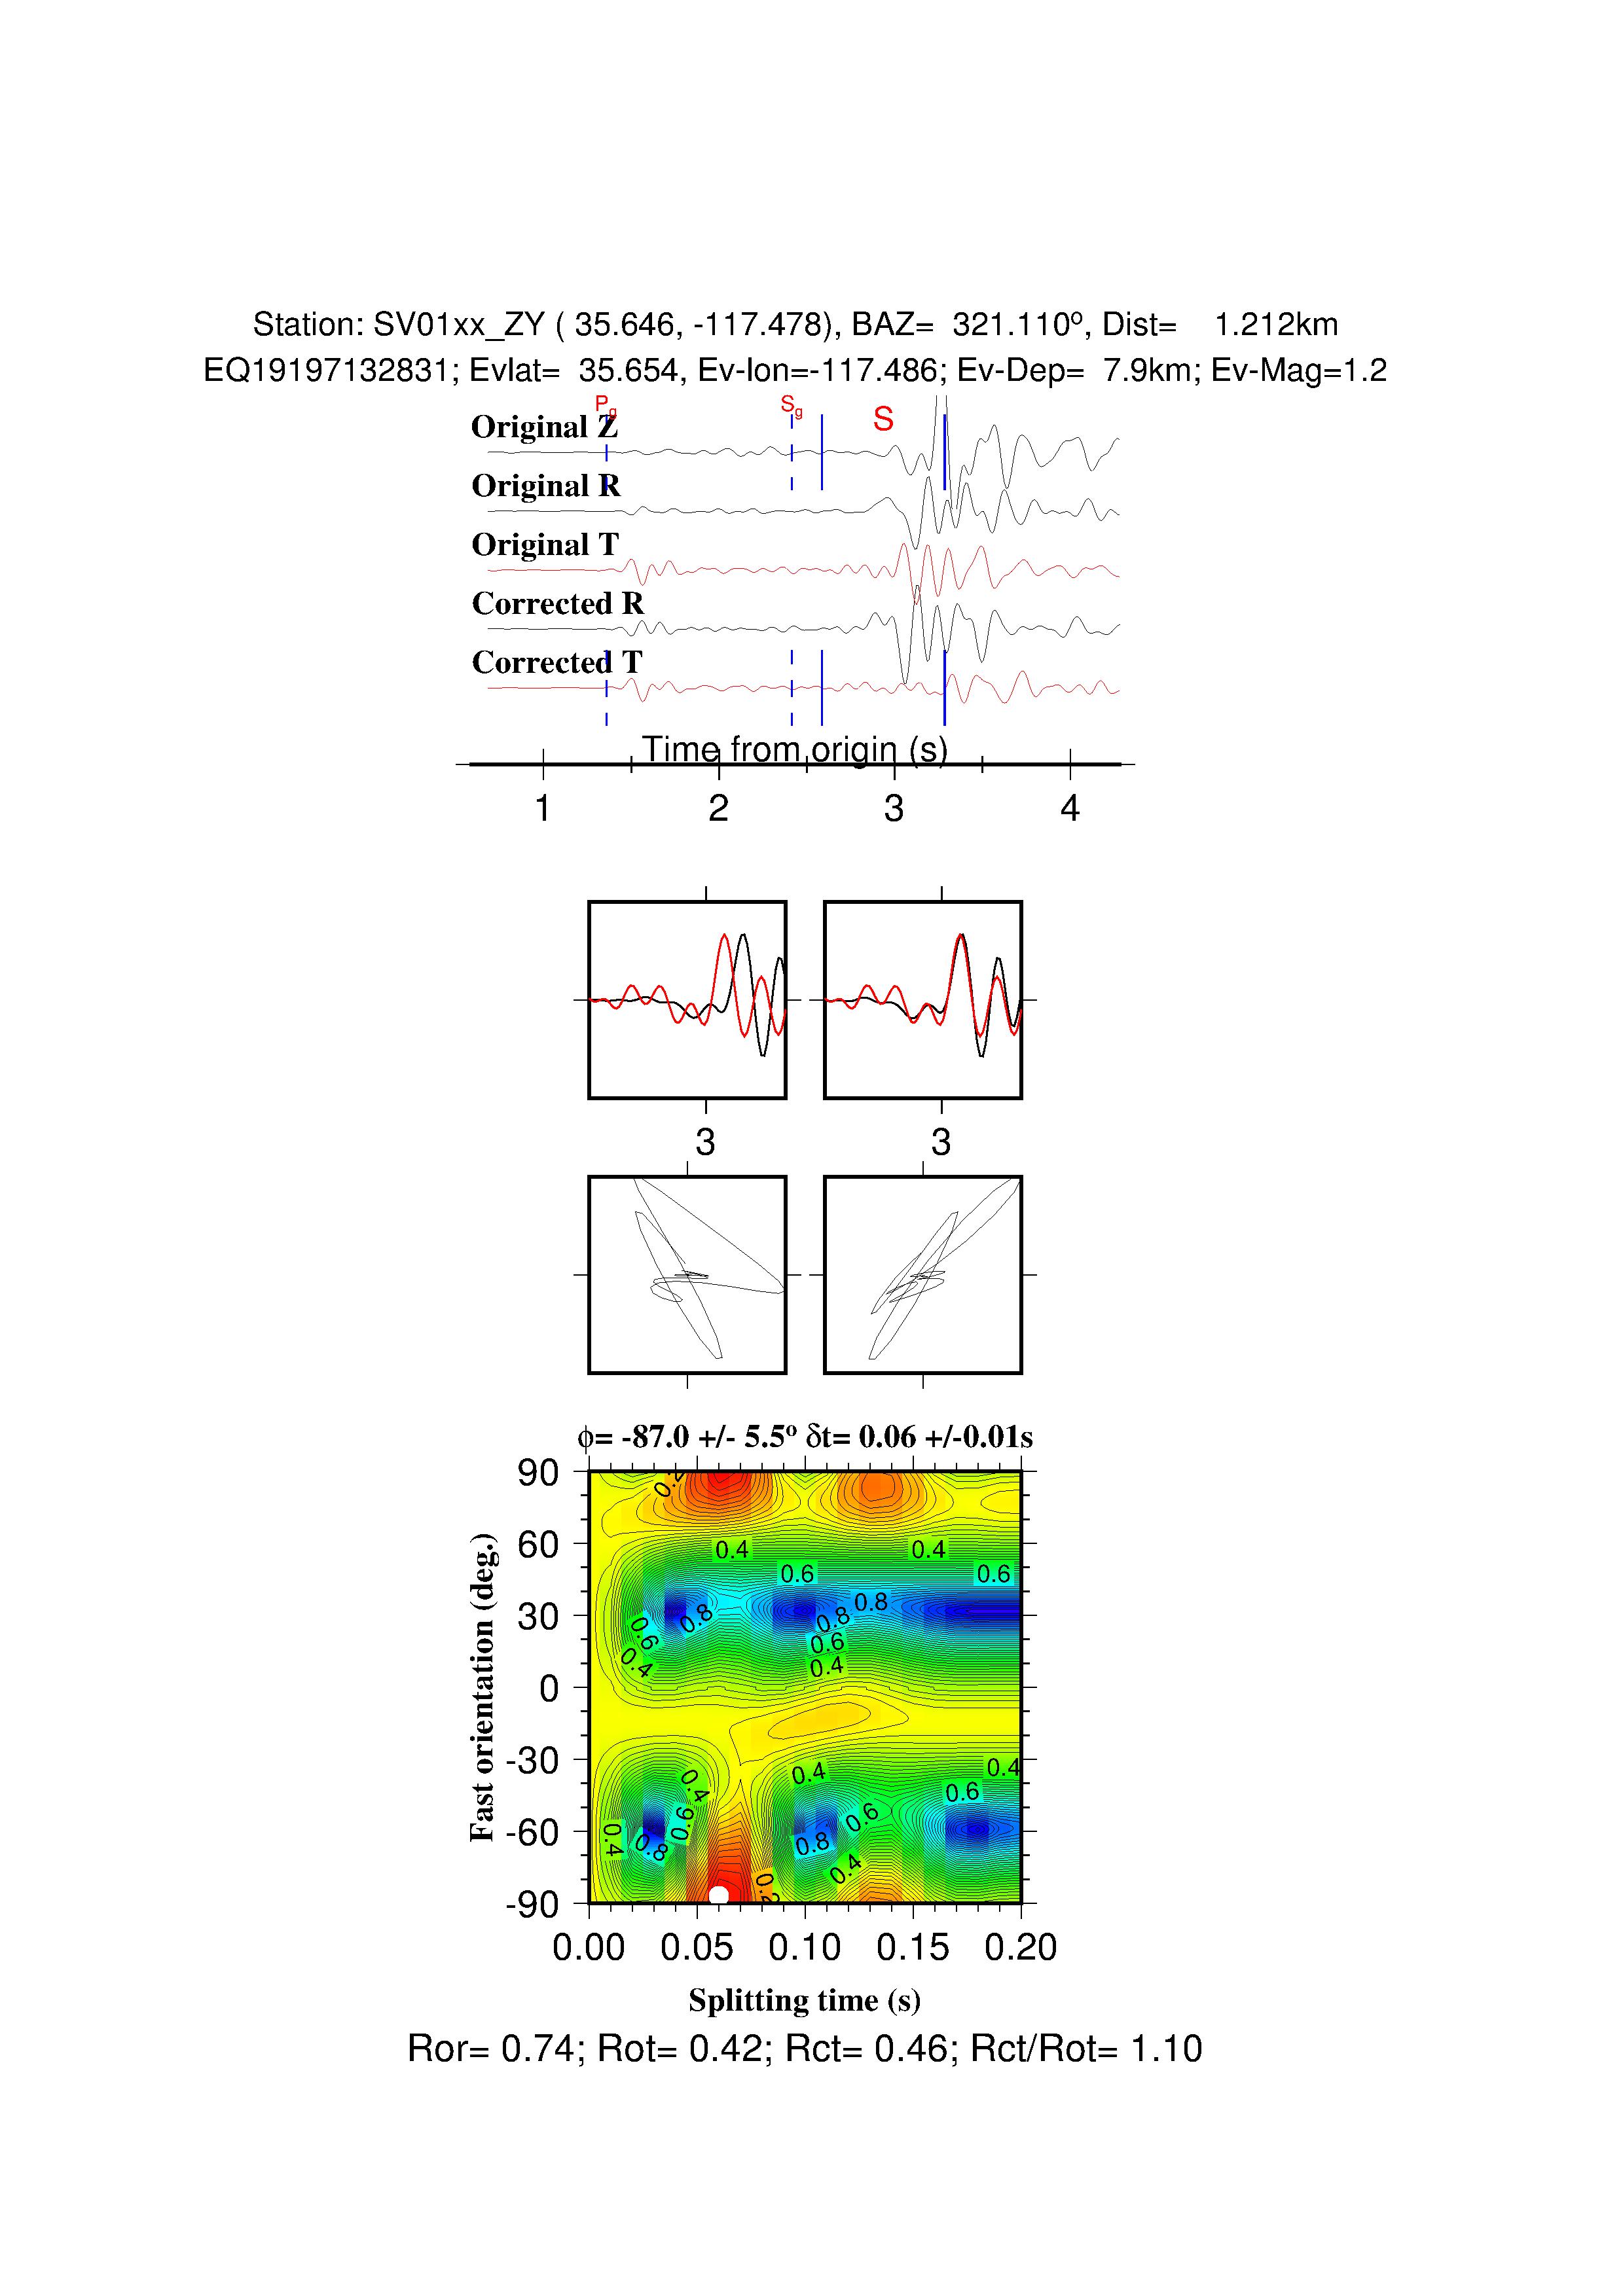 Station: SV01xx_ZY ( 35.646, -117.478), BAZ= 321.110º, Dist= 1.212km
EQ19197132831; Evlat= 35.654, Ev-lon=-117.486; Ev-Dep= 7.9km; Ev-Mag=1.2
Pg Sg S
Original Z
Original R
Original T
Corrected R
Corrected T
Time from origin (s)
1 2 3 4
3 3
ϕ= -87.0 +/- 5.5º δt= 0.06 +/-0.01s
Fast orientation (deg.)
90
60
30
0
-30
-60
-90
0.2
0.4 0.4
0.6 0.6
0.8 0.8 0.8
0.6 0.6
0.4 0.4
0.4 0.4 0.4
0.6
0.4 0.8 0.6 0.8 0.6
0.2 0.4
0.00 0.05 0.10 0.15 0.20
Splitting time (s)
Ror= 0.74; Rot= 0.42; Rct= 0.46; Rct/Rot= 1.10